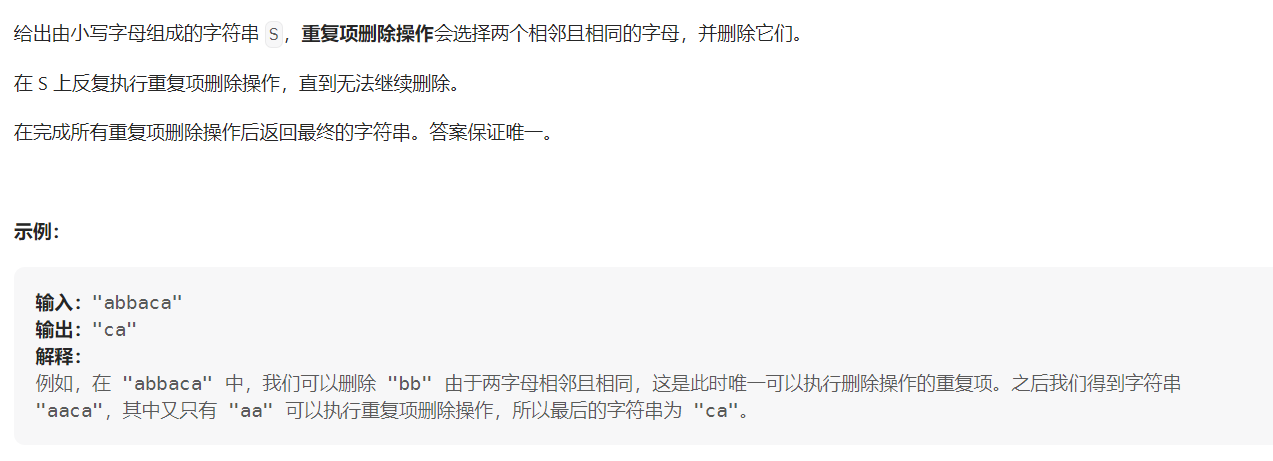 给出由小写字母组成的字符串 S，重复项删除操作会选择两个相邻且相同的字母，并删除它们。
在 S 上反复执行重复项删除操作，直到无法继续删除。
在完成所有重复项删除操作后返回最终的字符串。答案保证唯一。
示例：
输入："abbaca"
输出："ca"
解释：
例如，在 "abbaca" 中，我们可以删除 "bb" 由于两字母相邻且相同，这是此时唯一可以执行删除操作的重复项。之后我们得到字符串
"aaca"，其中又只有 "aa" 可以执行重复项删除操作，所以最后的字符串为 "ca"。